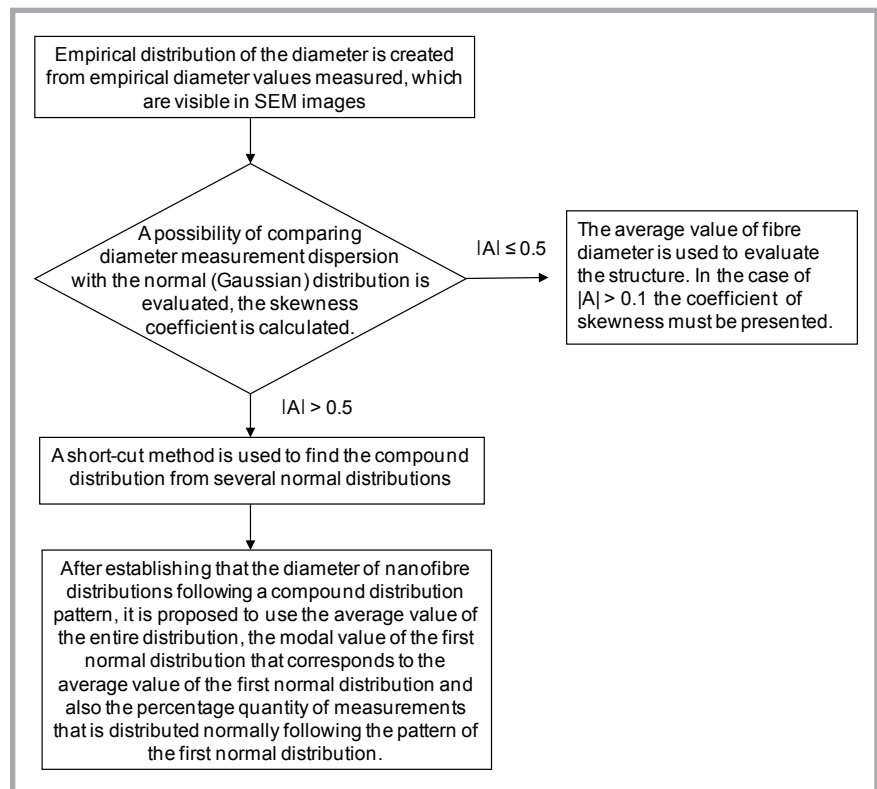 Empirical distribution of the diameter is created
from empirical diameter values measured, which
are visible in SEM images
A possibility of comparing
diameter measurement dispersion
with the normal (Gaussian) distribution is
evaluated, the skewness
coefficient is calculated.
|A| ≤ 0.5
The average value of fibre
diameter is used to evaluate
the structure. In the case of
|A| > 0.1 the coefficient of
skewness must be presented.
|A| > 0.5
A short-cut method is used to find the compound
distribution from several normal distributions
After establishing that the diameter of nanofibre
distributions following a compound distribution
pattern, it is proposed to use the average value of
the entire distribution, the modal value of the first
normal distribution that corresponds to the
average value of the first normal distribution and
also the percentage quantity of measurements
that is distributed normally following the pattern of
the first normal distribution.